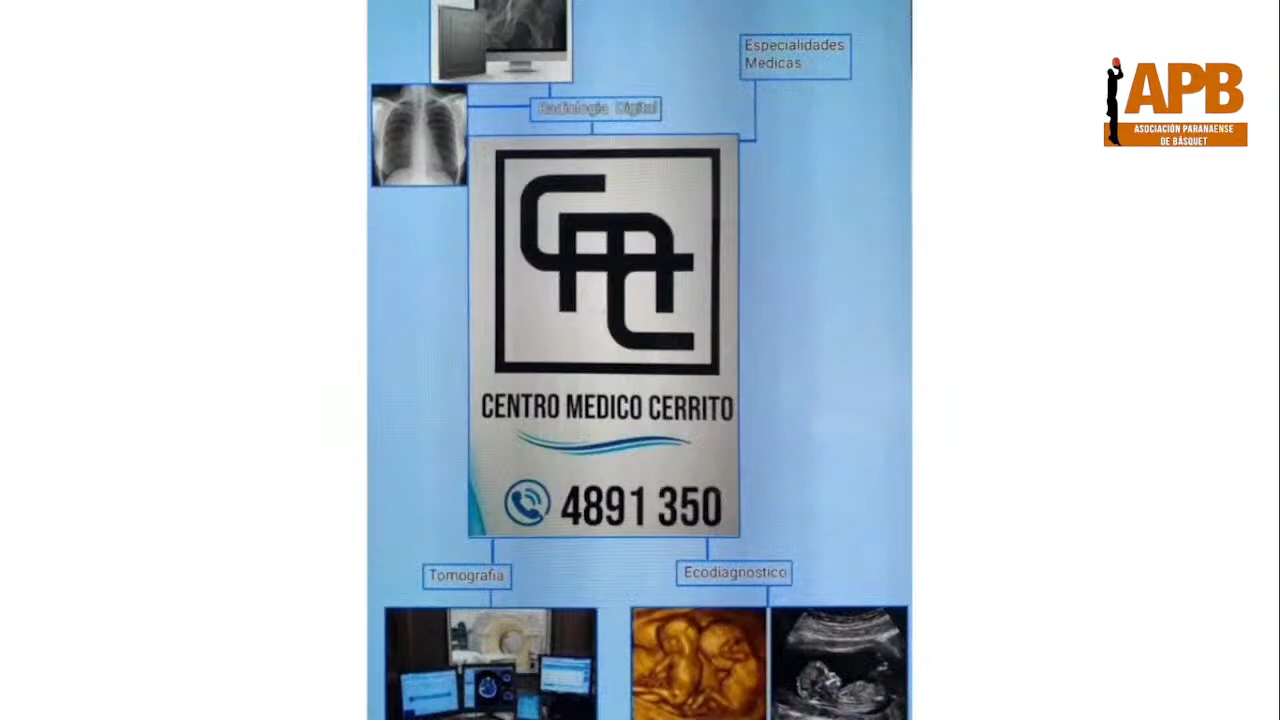 Especialidades
Medicas
Radiologia Digital
CENTRO MEDICO CERRITO
4891 350
Tomografia
Ecodiagnostico
APB
ASOCIACIÓN PARANAENSE
DE BÁSQUET